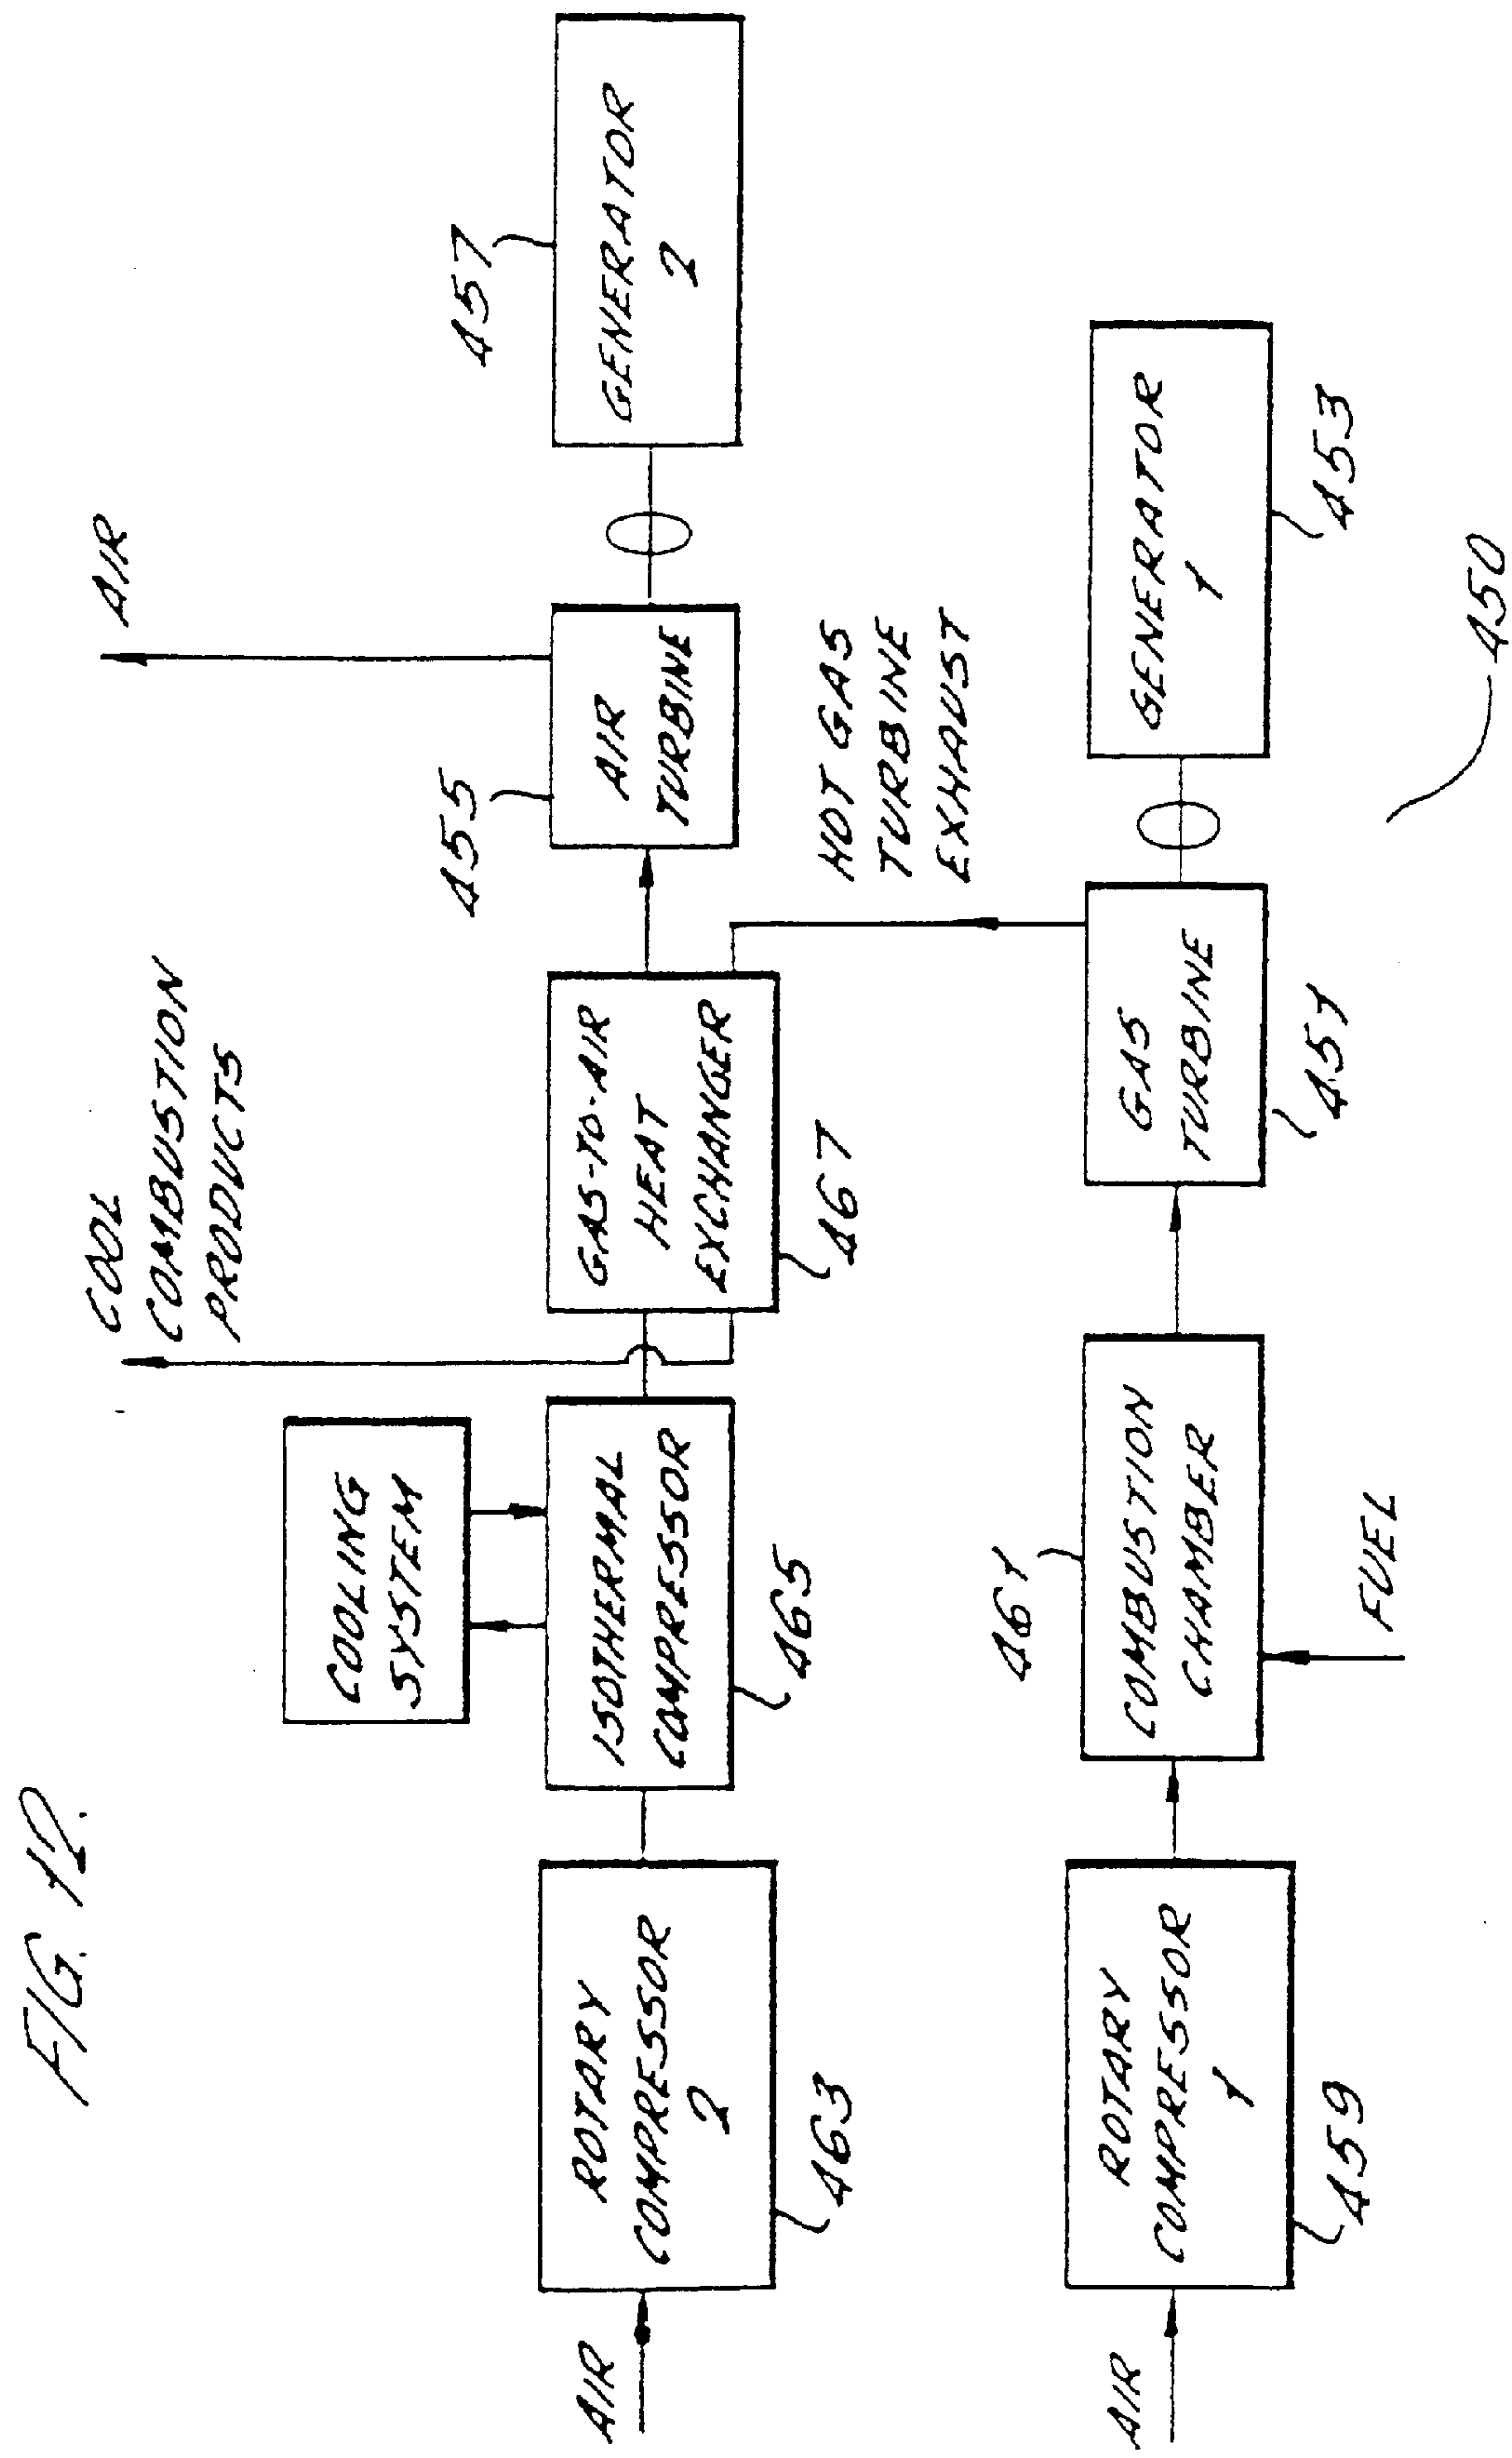 FIG. 12.
COOL
COMBUSTION
PRODUCTS
AIR
COOLING
SYSTEM
455
457
AIR
ROTARY
COMPRESSOR
2
463
ISOTHERMAL
COMPRESSOR
465
GAS-TO-AIR
HEAT
EXCHANGER
467
AIR
TURBINE
GENERATOR
2
HOT GAS
TURBINE
EXHAUST
461
AIR
ROTARY
COMPRESSOR
1
459
COMBUSTION
CHAMBER
FUEL
GAS
TURBINE
451
GENERATOR
1
453
450